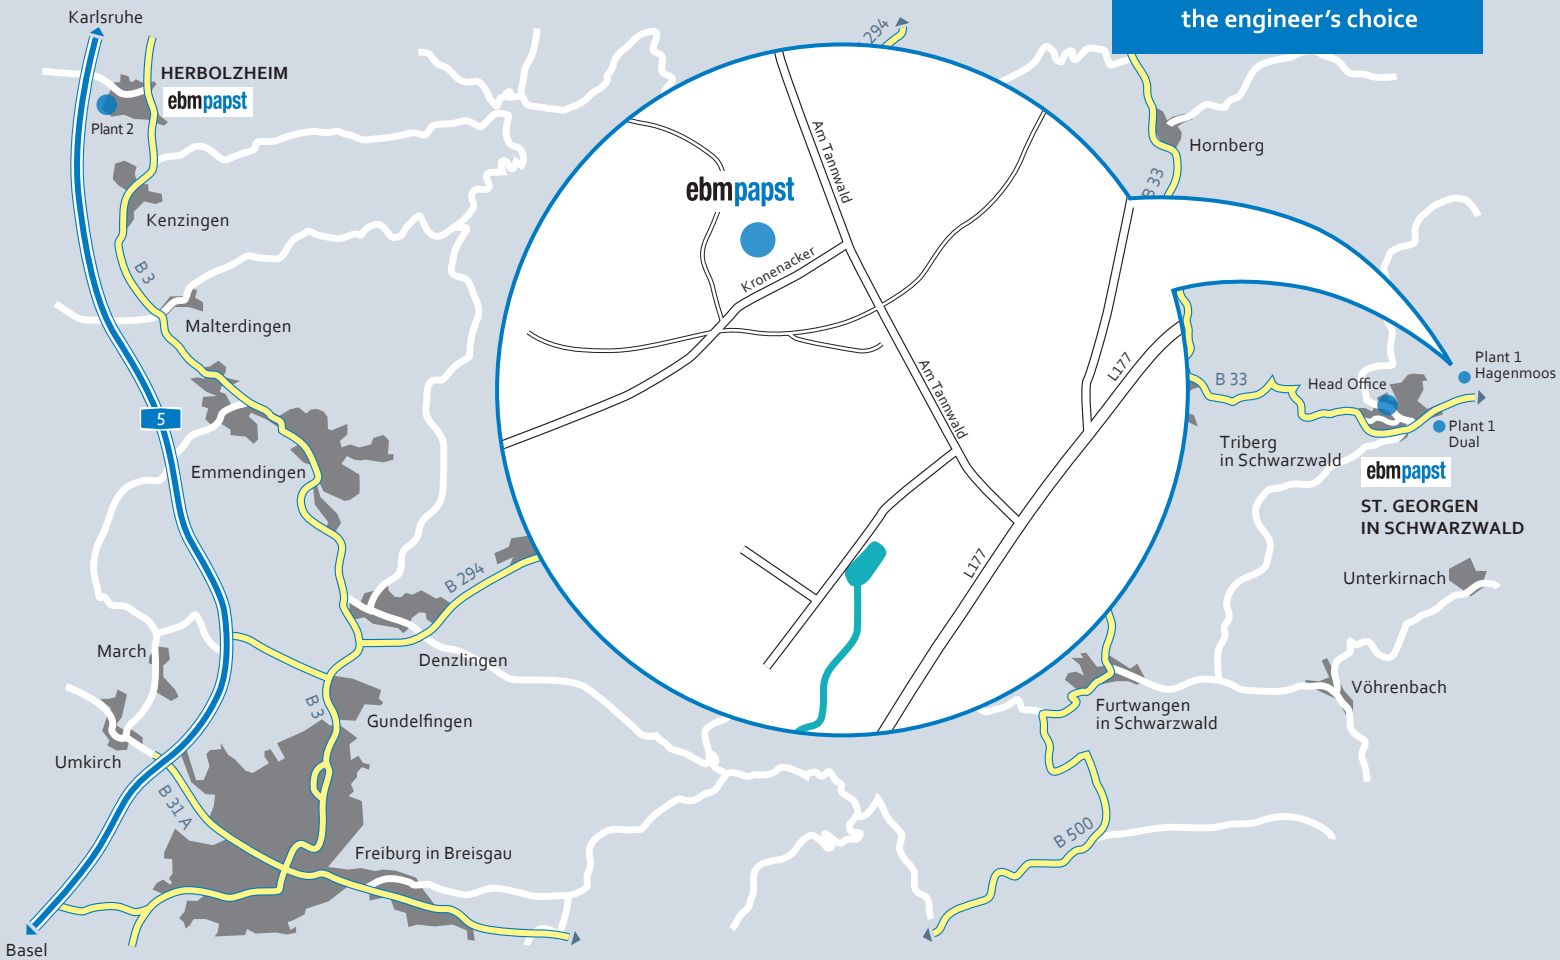 the engineer's choice
Karlsruhe
294
HERBOLZHEIM
ebmpapst
Plant 2
Kenzingen
B 3
Malterdingen
5
Emmendingen
B 294
March
Denzlingen
B 3
Gundelfingen
Umkirch
B 31 A
Freiburg in Breisgau
Basel
Am Tannwald
ebmpapst
Kronenacker
Am Tannwald
L177
L177
Hornberg
B 33
B 33
Head Office
Plant 1
Hagenmoos
Plant 1
Dual
Triberg
in Schwarzwald
ebmpapst
ST. GEORGEN
IN SCHWARZWALD
Unterkirnach
Vöhrenbach
Furtwangen
in Schwarzwald
B 500